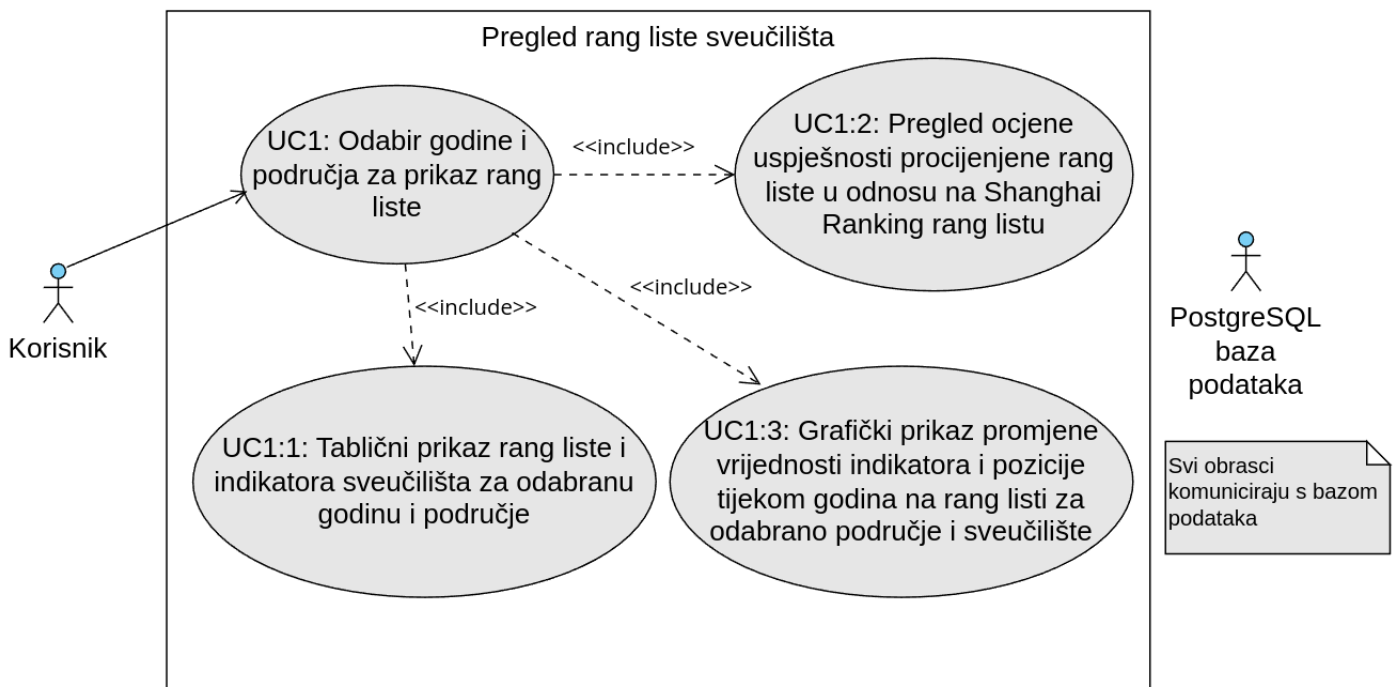 Pregled rang liste sveučilišta
UC1: Odabir godine i
područja za prikaz rang
liste
<<include>>
UC1:2: Pregled ocjene
uspješnosti procijenjene rang
liste u odnosu na Shanghai
Ranking rang listu
<<include>>
<<include>>
Korisnik
PostgreSQL
baza
podataka
UC1:1: Tablični prikaz rang liste i
indikatora sveučilišta za odabranu
godinu i područje
UC1:3: Grafički prikaz promjene
vrijednosti indikatora i pozicije
tijekom godina na rang listi za
odabrano područje i sveučilište
Svi obrasci
komuniciraju s bazom
podataka